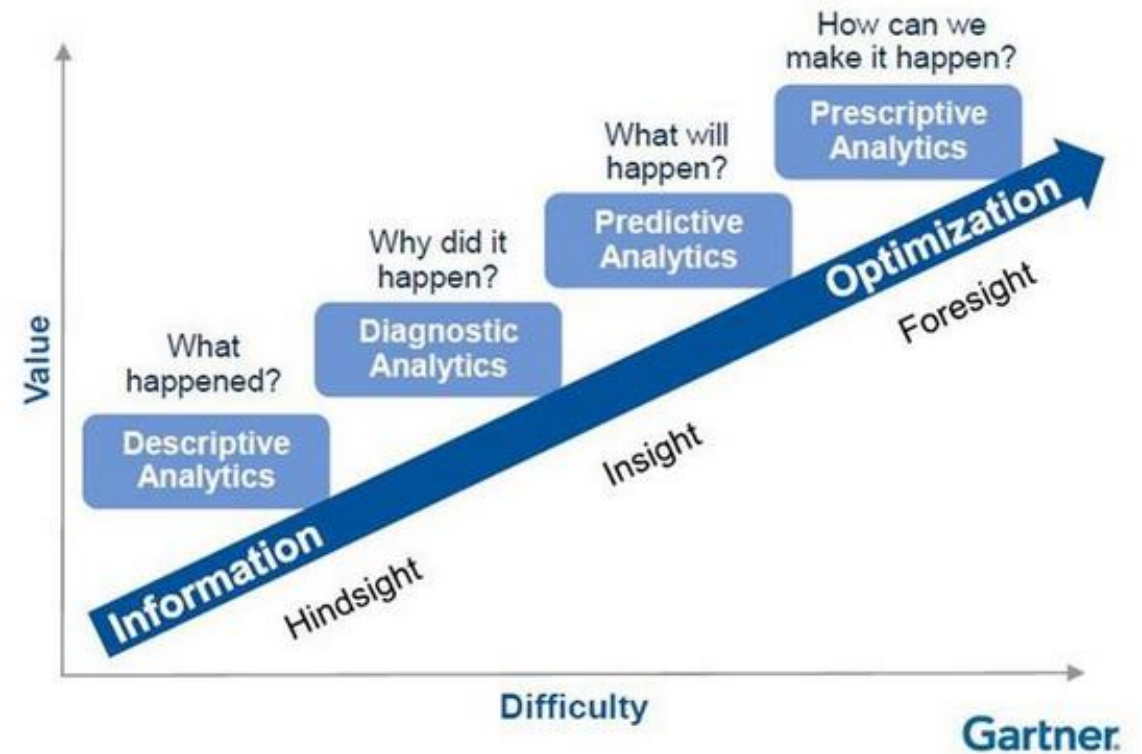 How can we
make it happen?
Prescriptive
Analytics
What will
happen?
Predictive
Analytics
Why did it
happen?
Diagnostic
Analytics
What
happened?
Descriptive
Analytics
Value
Information
Optimization
Hindsight
Insight
Foresight
Difficulty
Gartner.